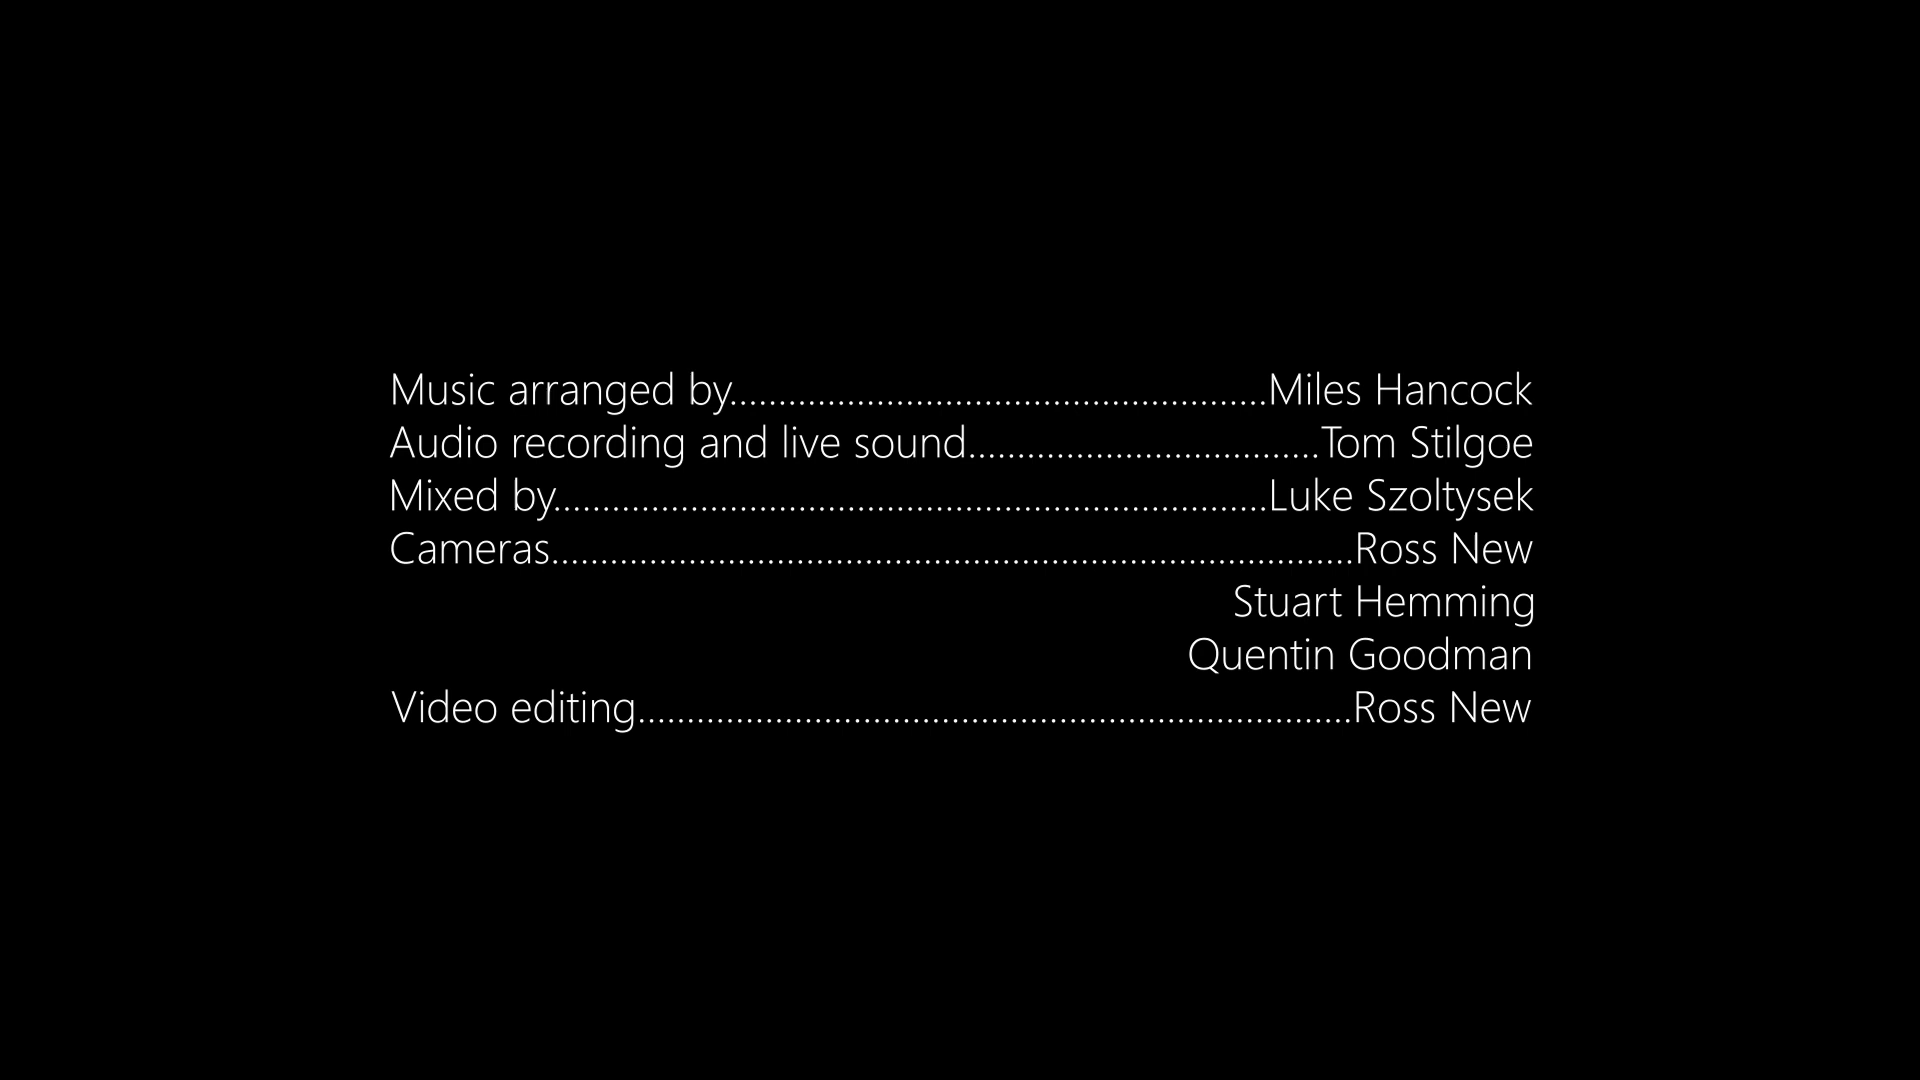 Music arranged by.......................................................Miles Hancock
Audio recording and live sound....................................Tom Stilgoe
Mixed by.........................................................................Luke Szoltysek
Cameras..................................................................................Ross New
Stuart Hemming
Quentin Goodman
Video editing.........................................................................Ross New